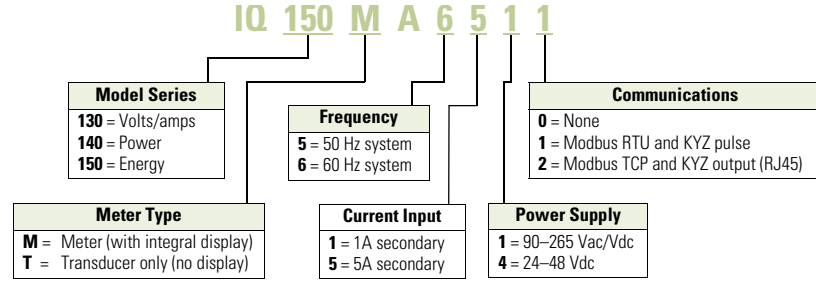 IQ 150 M A 6 5 1 1
Model Series
130 = Volts/amps
140 = Power
150 = Energy
Frequency
5 = 50 Hz system
6 = 60 Hz system
Communications
0 = None
1 = Modbus RTU and KYZ pulse
2 = Modbus TCP and KYZ output (RJ45)
Meter Type
M = Meter (with integral display)
T = Transducer only (no display)
Current Input
1 = 1A secondary
5 = 5A secondary
Power Supply
1 = 90–265 Vac/Vdc
4 = 24–48 Vdc